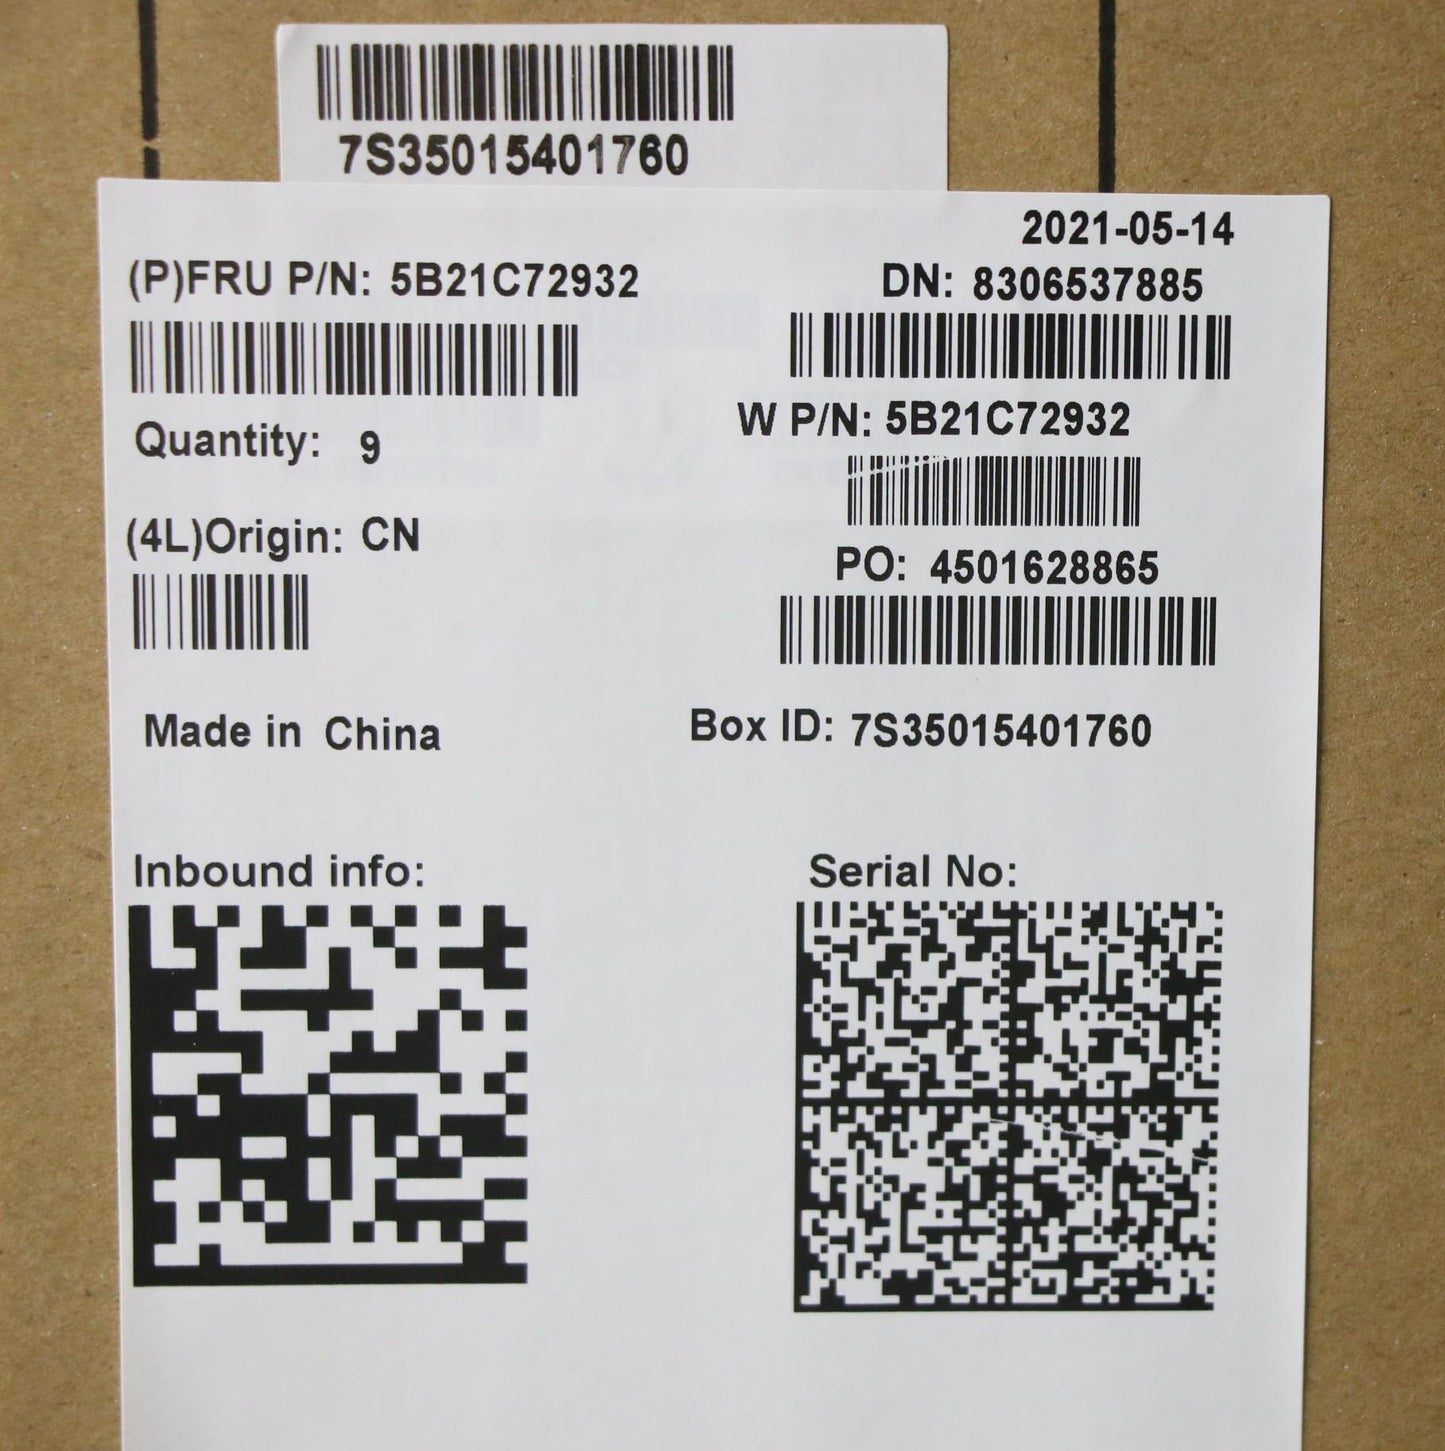 7S35015401760
2021-05-14
(P)FRU P/N: 5B21C72932
DN: 8306537885
W P/N: 5B21C72932
Quantity: 9
(4L)Origin: CN
PO: 4501628865
Made in China
Box ID: 7S35015401760
Inbound info:
Serial No: